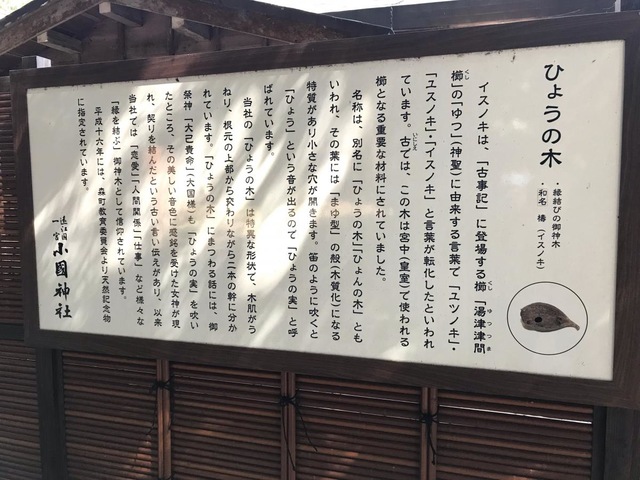 ひょうの木
・縁結びの御神木
・和名 檮（イスノキ）
イスノキは、「古事記」に登場する櫛「湯津津間
櫛」の「ゆつ」（神聖）に由来する言葉で「ユツノキ」・
「ユスノキ」・「イスノキ」と言葉が転化したといわれ
ています。古では、この木は宮中（皇室）で使われる
櫛となる重要な材料にされていました。
名称は、別名に「ひょうの木」「ひょんの木」とも
いわれ、その葉には「まゆ型」の殻（木質化）になる
特質があり小さな穴が開きます。笛のように吹くと
「ひょう」という音が出るので「ひょうの実」と呼
ばれています。
当社の「ひょうの木」は特異な形状で、木肌がう
ねり、根元の上部から交わりながら二本の幹に分か
れています。「ひょうの木」にまつわる話には、御
祭神「大己貴命」（大国様）も「ひょうの実」を吹い
たところ、その美しい音色に感銘を受けた女神が現
れ、契りを結んだという古い言い伝えがあり、以来
当社では「恋愛」「人間関係」「仕事」など様々な
「縁を結ぶ」御神木として信仰されています。
平成十六年には、森町教育委員会より天然記念物
に指定されています。
遠江国
一宮 小國神社